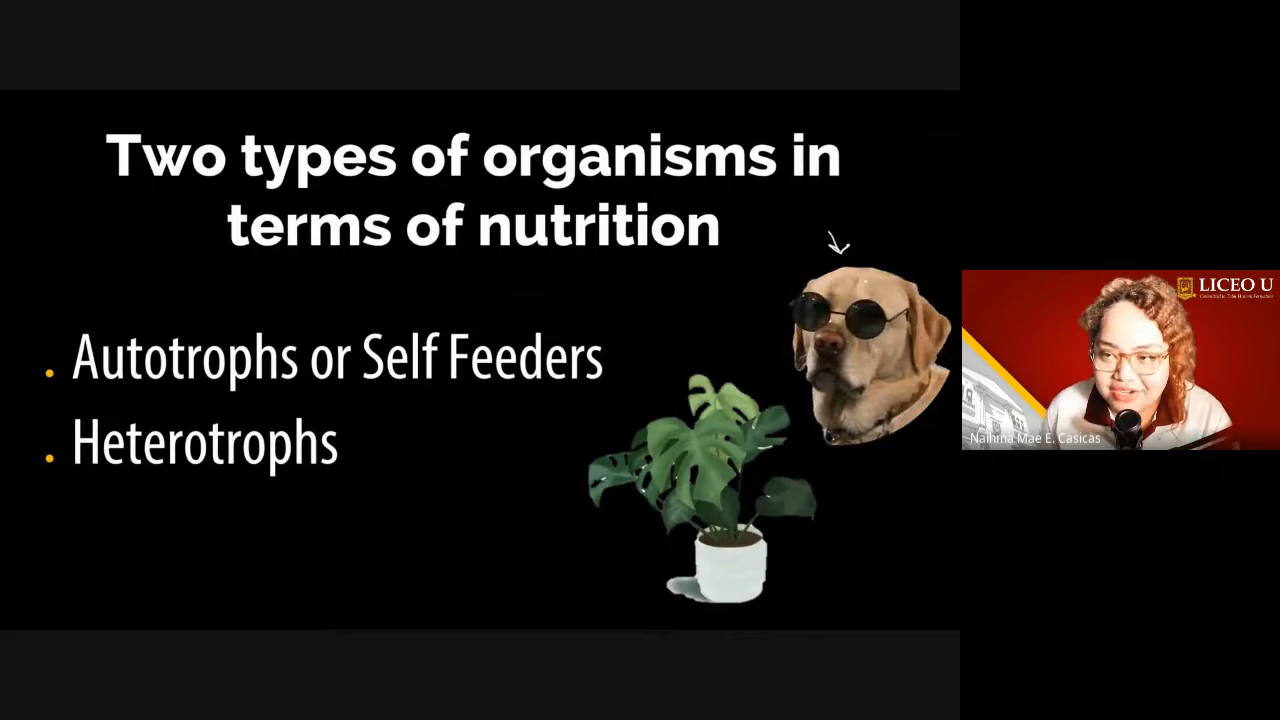 Two types of organisms in
terms of nutrition
. Autotrophs or Self Feeders
. Heterotrophs
LICEO U
Naihma Mae E. Casicas